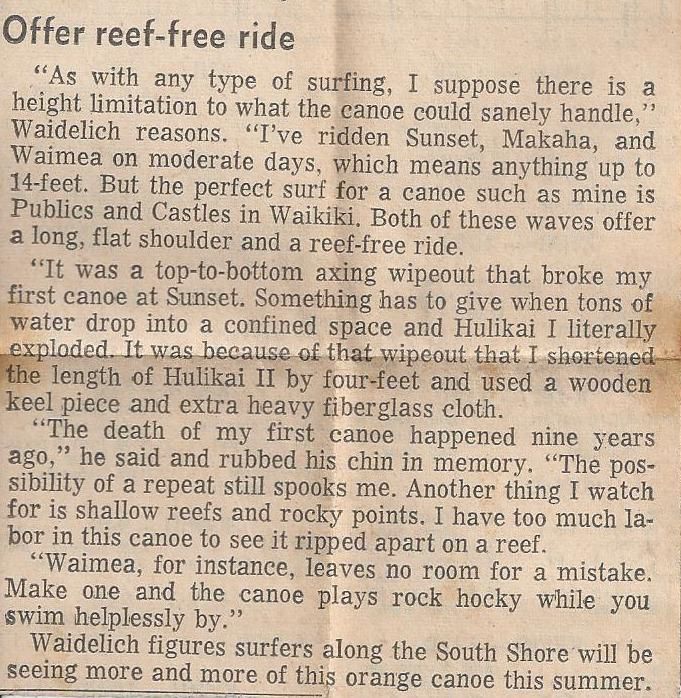 Offer reef-free ride
“As with any type of surfing, I suppose there is a
height limitation to what the canoe could sanely handle,”
Waidelich reasons. “I’ve ridden Sunset, Makaha, and
Waimea on moderate days, which means anything up to
14-feet. But the perfect surf for a canoe such as mine is
Publics and Castles in Waikiki. Both of these waves offer
a long, flat shoulder and a reef-free ride.
“It was a top-to-bottom axing wipeout that broke my
first canoe at Sunset. Something has to give when tons of
water drop into a confined space and Hulikai I literally
exploded. It was because of that wipeout that I shortened
the length of Hulikai II by four-feet and used a wooden
keel piece and extra heavy fiberglass cloth.
“The death of my first canoe happened nine years
ago,” he said and rubbed his chin in memory. “The pos-
sibility of a repeat still spooks me. Another thing I watch
for is shallow reefs and rocky points. I have too much la-
bor in this canoe to see it ripped apart on a reef.
“Waimea, for instance, leaves no room for a mistake.
Make one and the canoe plays rock hocky while you
swim helplessly by.”
Waidelich figures surfers along the South Shore will be
seeing more and more of this orange canoe this summer.